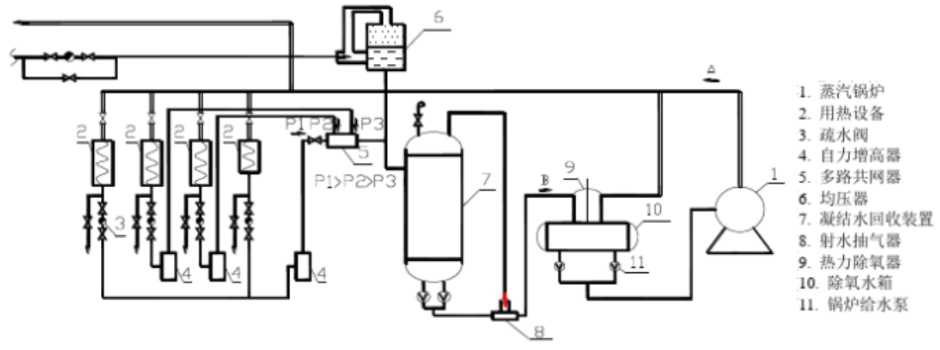 6
A
P1 P2 P3
5
P1>P2>P3
2
2
2
2
3
4
4
4
7
8
B
9
10
11
1
1. 蒸汽锅炉
2. 用热设备
3. 疏水阀
4. 自力增高器
5. 多路共网器
6. 均压器
7. 凝结水回收装置
8. 射水抽气器
9. 热力除氧器
10. 除氧水箱
11. 锅炉给水泵